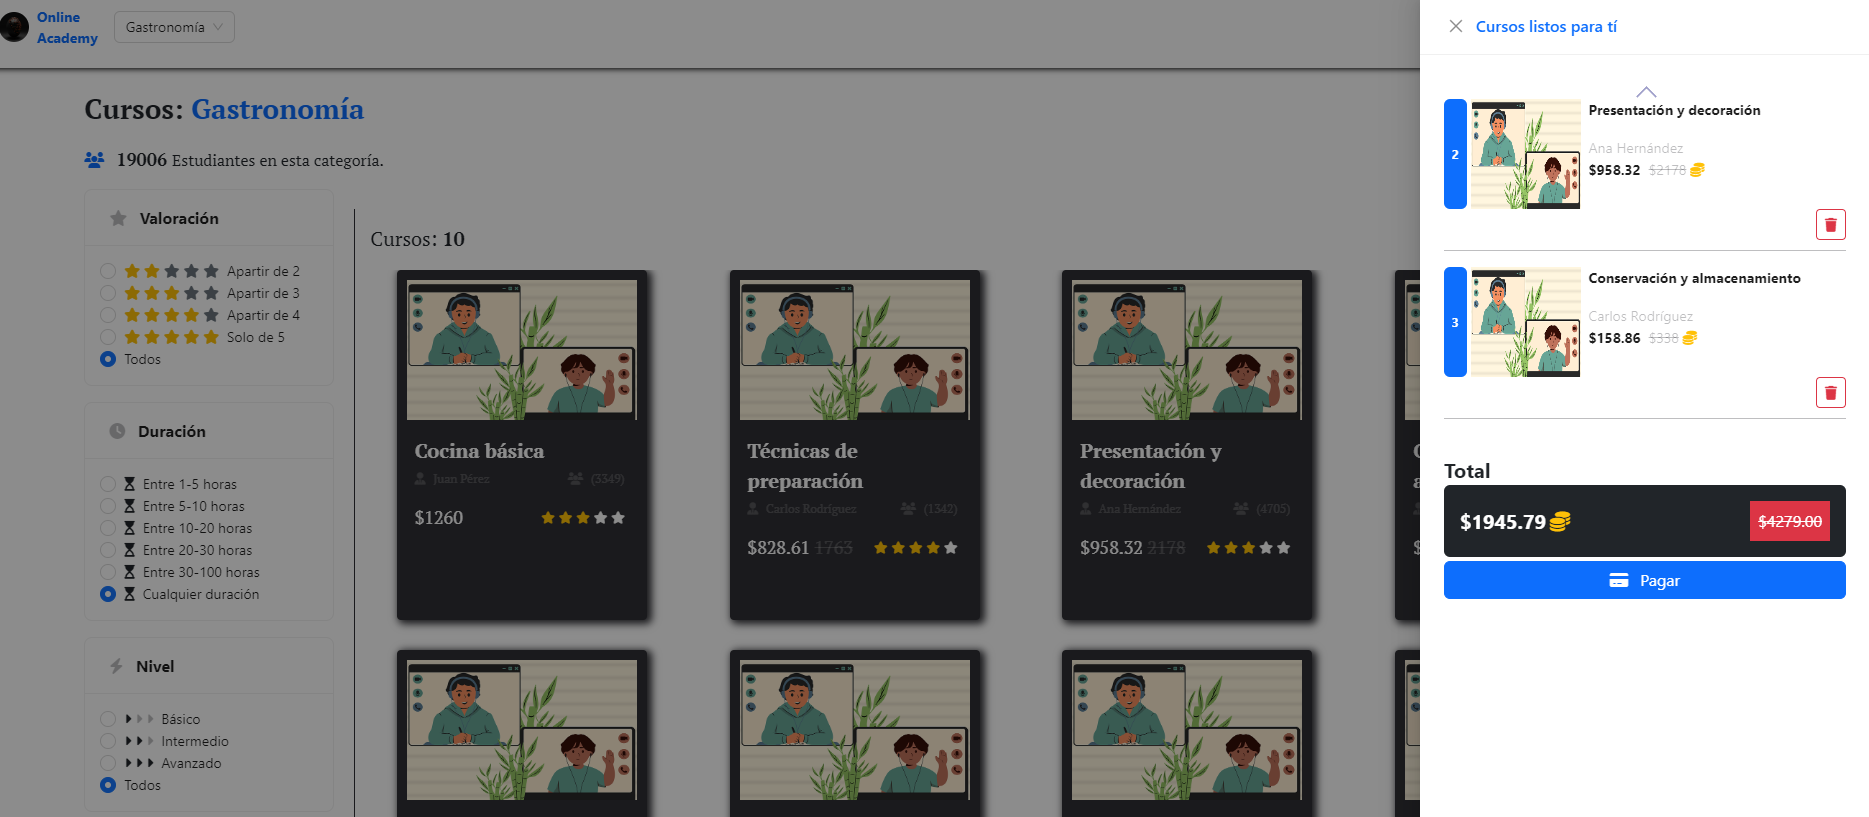 Online
Academy
Gastronomía
Cursos: Gastronomía
19006 Estudiantes en esta categoría.
Valoración
Apartir de 2
Apartir de 3
Apartir de 4
Solo de 5
Todos
Duración
Entre 1-5 horas
Entre 5-10 horas
Entre 10-20 horas
Entre 20-30 horas
Entre 30-100 horas
Cualquier duración
Nivel
Básico
Intermedio
Avanzado
Todos
Cursos: 10
Cocina básica
Juan Pérez (3349)
$1260
Técnicas de
preparación
Carlos Rodríguez (1342)
$828.61 1763
Presentación y
decoración
Ana Hernández (4705)
$958.32 2178
Cursos listos para tí
2
Presentación y decoración
Ana Hernández
$958.32 $2178
3
Conservación y almacenamiento
Carlos Rodríguez
$158.86 $338
Total
$1945.79 $4279.00
Pagar